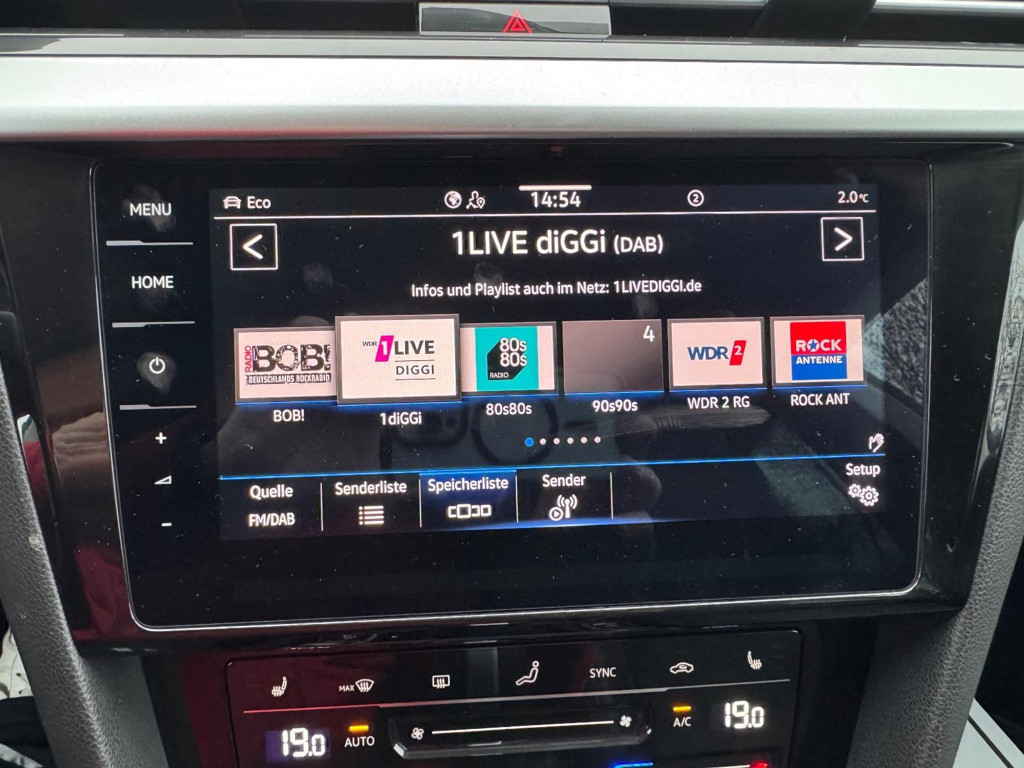 MENU
HOME
+
-
Eco
14:54
2
2.0°C
<
1LIVE diGGi (DAB)
>
Infos und Playlist auch im Netz: 1LIVEDIGGI.de
RADIO BOB!
DEUTSCHLANDS ROCKRADIO
BOB!
WDR 1LIVE
DIGGI
1diGGi
80s
80s
RADIO
80s80s
4
90s90s
WDR 2
WDR 2 RG
ROCK
ANTENNE
ROCK ANT
Quelle
FM/DAB
Senderliste
Speicherliste
Sender
Setup
MAX
SYNC
19.0
AUTO
A/C
19.0